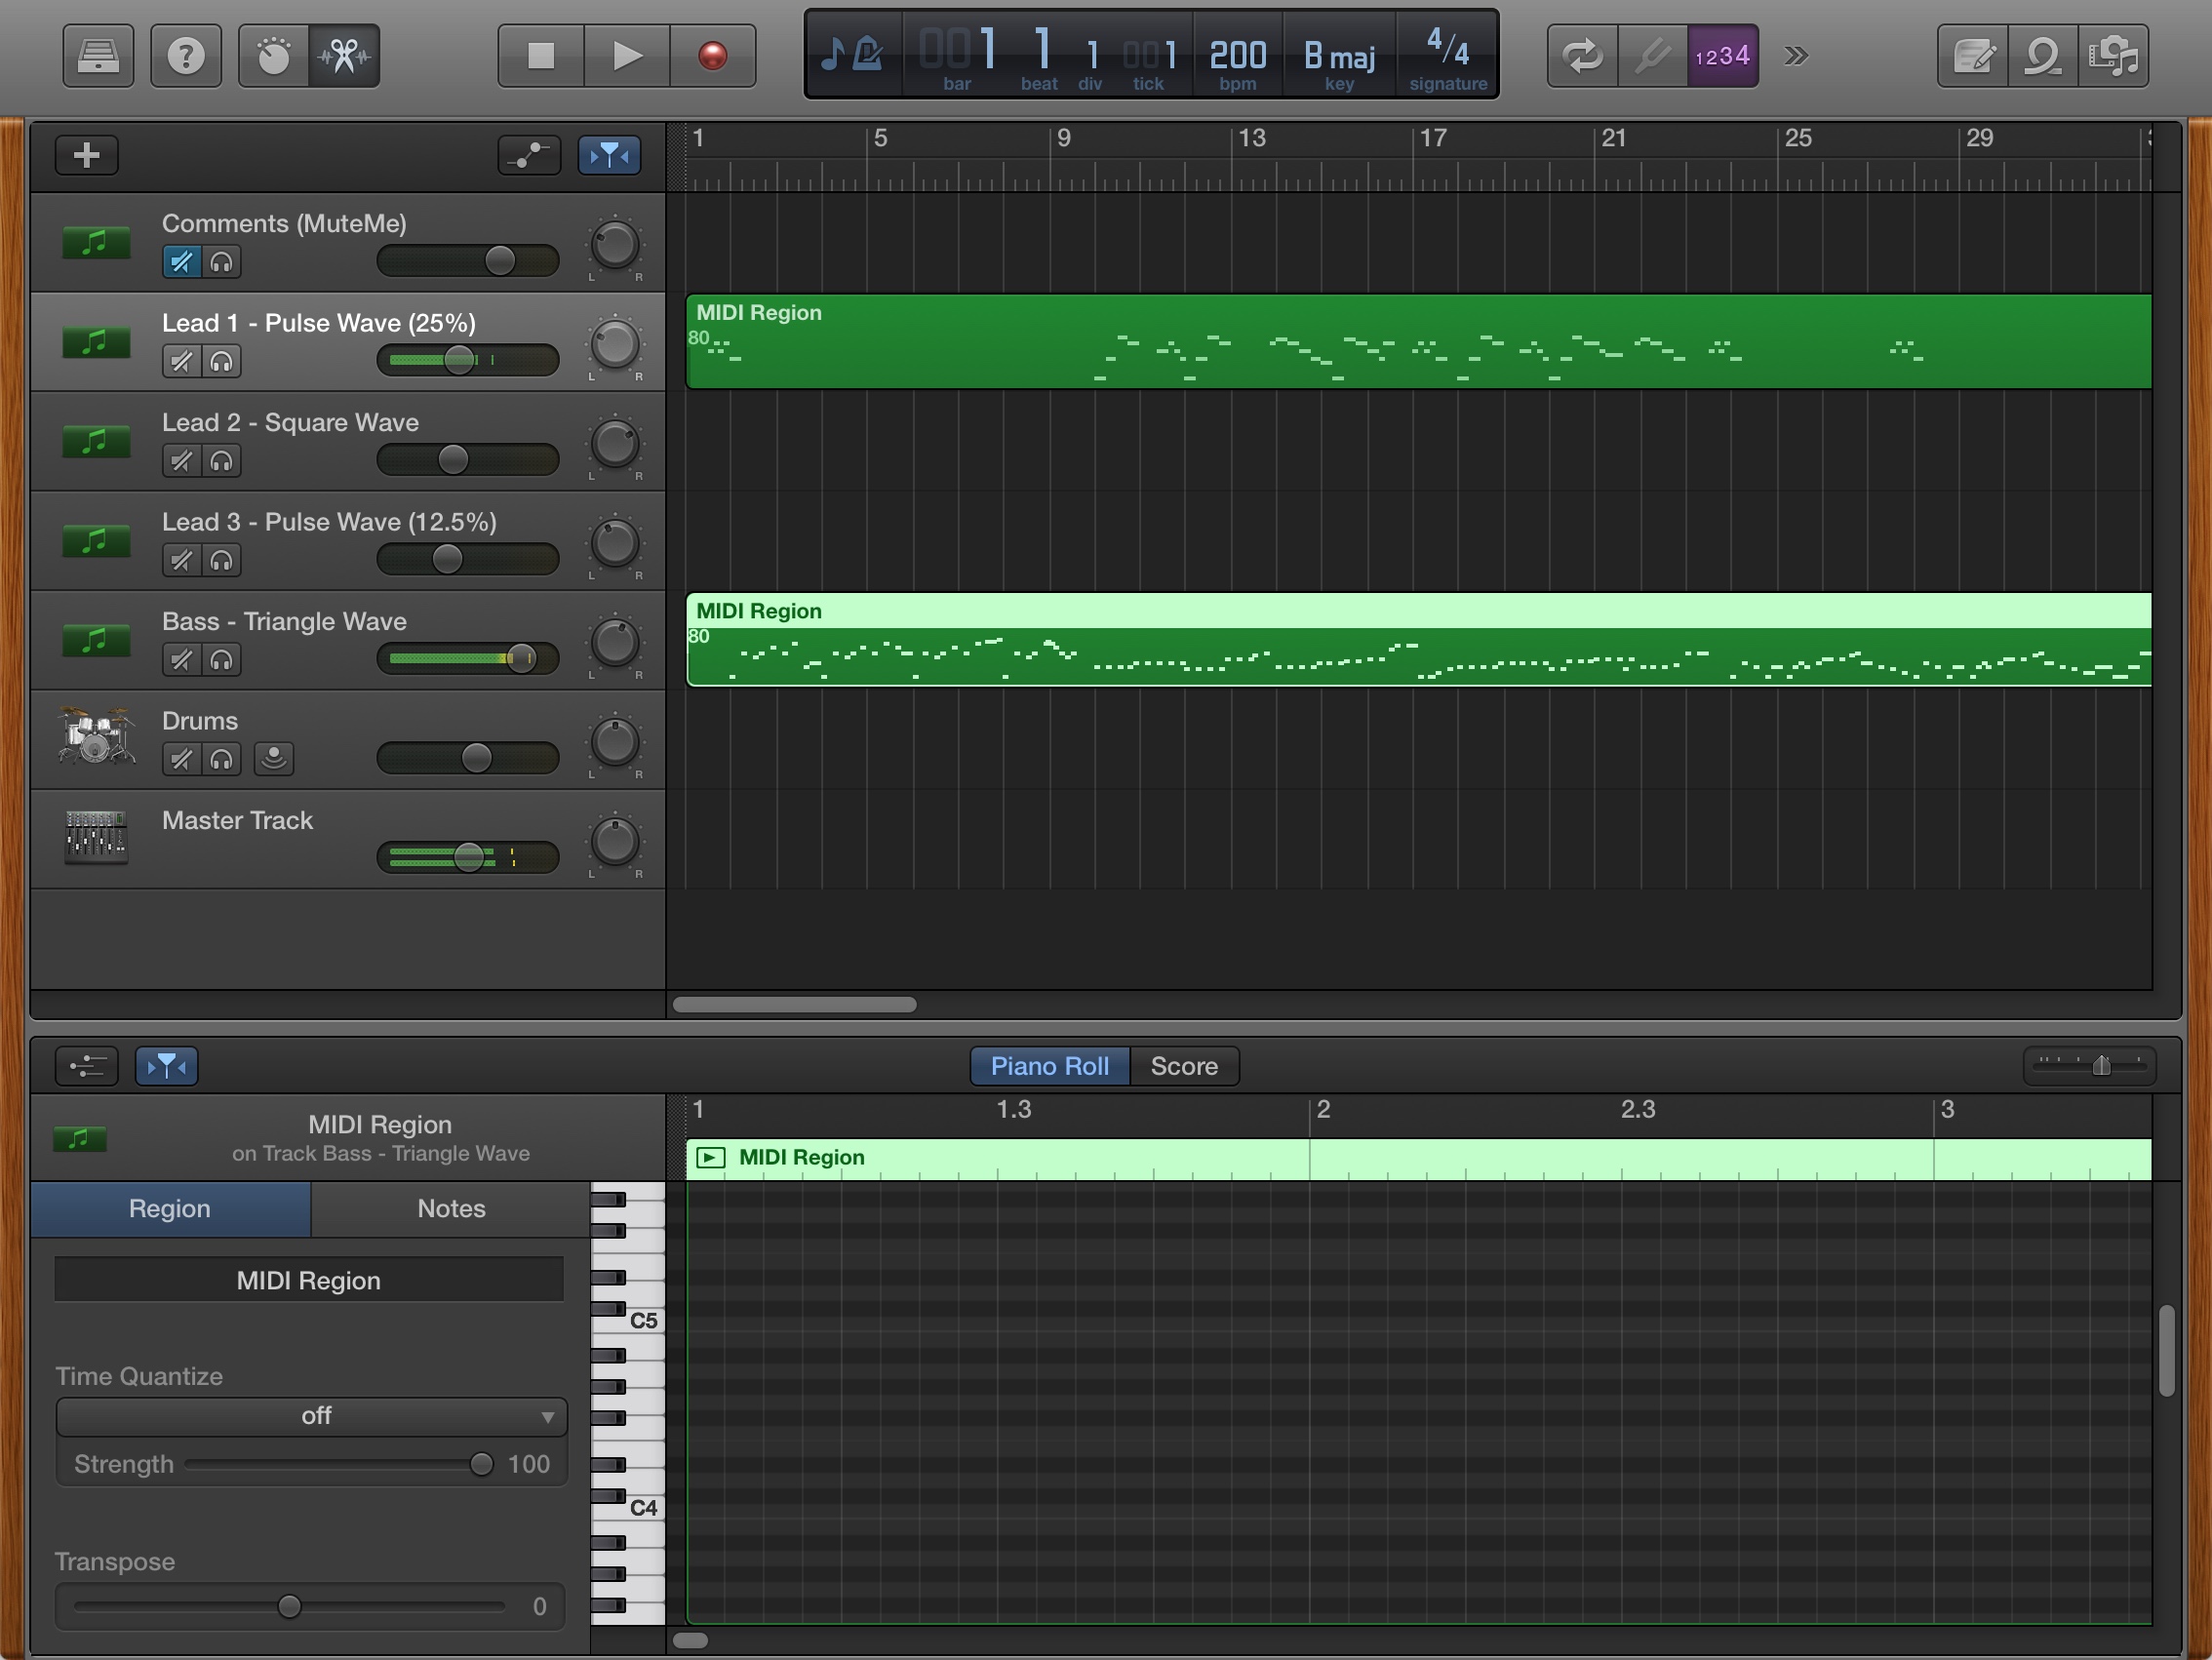 001 1 1 001 200 B maj 4/4
bar beat div tick bpm key signature
1234
1 5 9 13 17 21 25 29
Comments (MuteMe)
L R
Lead 1 - Pulse Wave (25%)
L R
MIDI Region
80
Lead 2 - Square Wave
L R
Lead 3 - Pulse Wave (12.5%)
L R
Bass - Triangle Wave
L R
MIDI Region
80
Drums
L R
Master Track
L R
Piano Roll Score
MIDI Region
on Track Bass - Triangle Wave
1 1.3 2 2.3 3
MIDI Region
Region Notes
MIDI Region
C5
Time Quantize
off
Strength 100
C4
Transpose
0